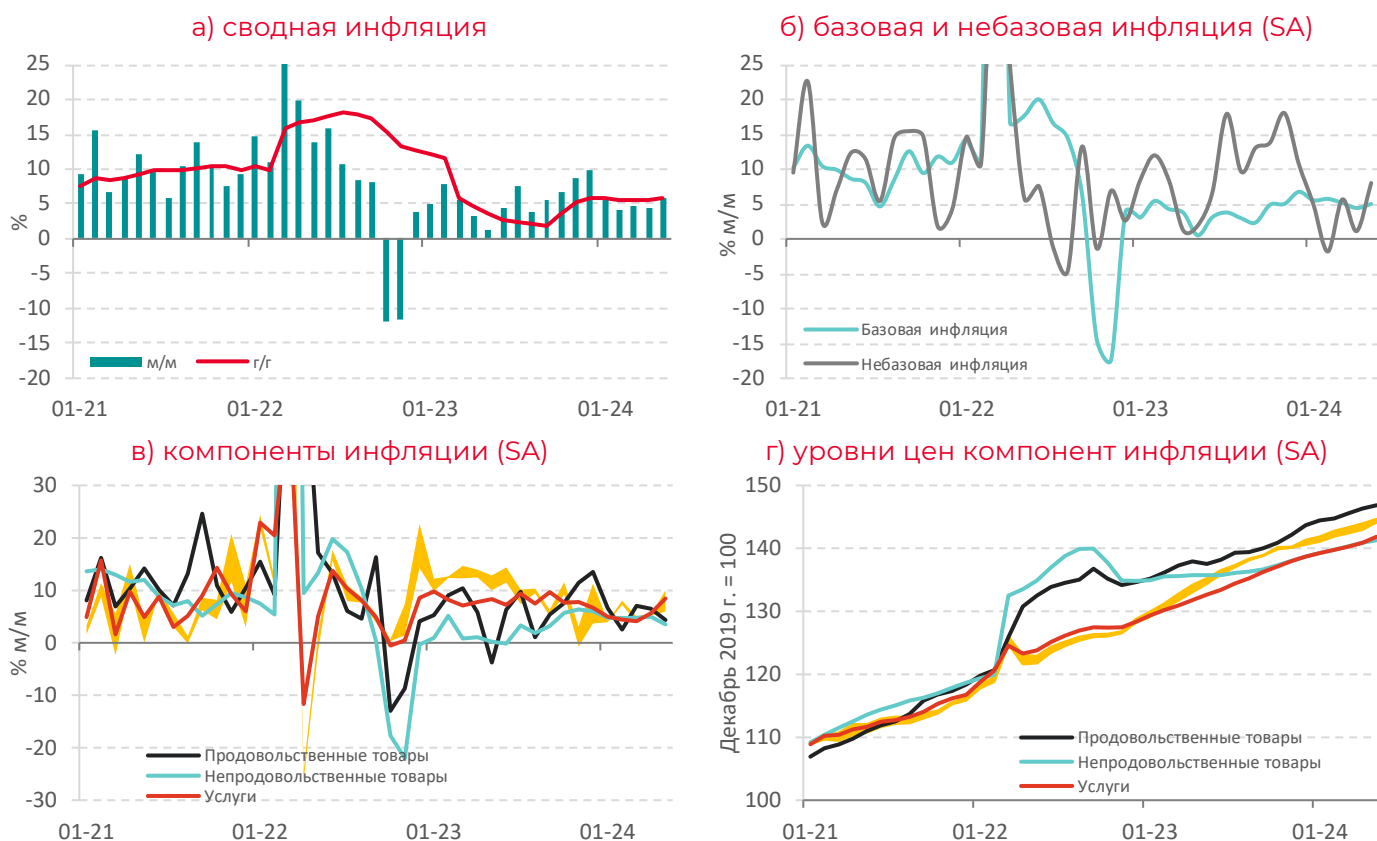 а) сводная инфляция
%
25
20
15
10
5
0
-5
-10
-15
-20
м/м
г/г
01-21
01-22
01-23
01-24
б) базовая и небазовая инфляция (SA)
% м/м
25
20
15
10
5
0
-5
-10
-15
-20
Базовая инфляция
Небазовая инфляция
01-21
01-22
01-23
01-24
в) компоненты инфляции (SA)
% м/м
30
20
10
0
-10
-20
-30
Продовольственные товары
Непродовольственные товары
Услуги
01-21
01-22
01-23
01-24
г) уровни цен компонент инфляции (SA)
Декабрь 2019 г. = 100
150
140
130
120
110
100
Продовольственные товары
Непродовольственные товары
Услуги
01-21
01-22
01-23
01-24